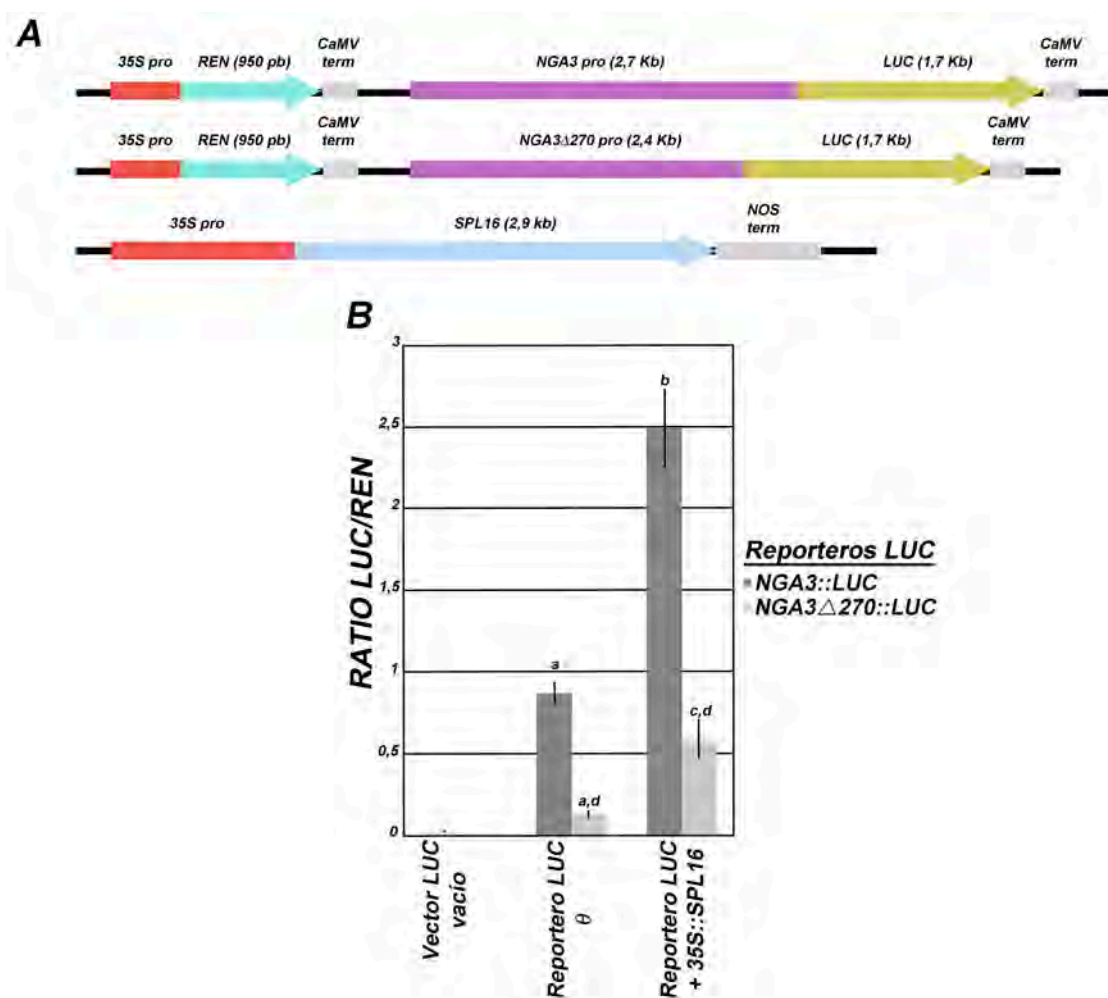 A
35S pro REN (950 pb) CaMV term NGA3 pro (2,7 Kb) LUC (1,7 Kb) CaMV term
35S pro REN (950 pb) CaMV term NGA3Δ270 pro (2,4 Kb) LUC (1,7 Kb) CaMV term
35S pro SPL16 (2,9 kb) NOS term
B
RATIO LUC/REN
3
2,5
2
1,5
1
0,5
0
a
a,d
b
c,d
Vector LUC
vacío
Reportero LUC
θ
Reportero LUC
+ 35S::SPL16
Reporteros LUC
NGA3::LUC
NGA3△270::LUC